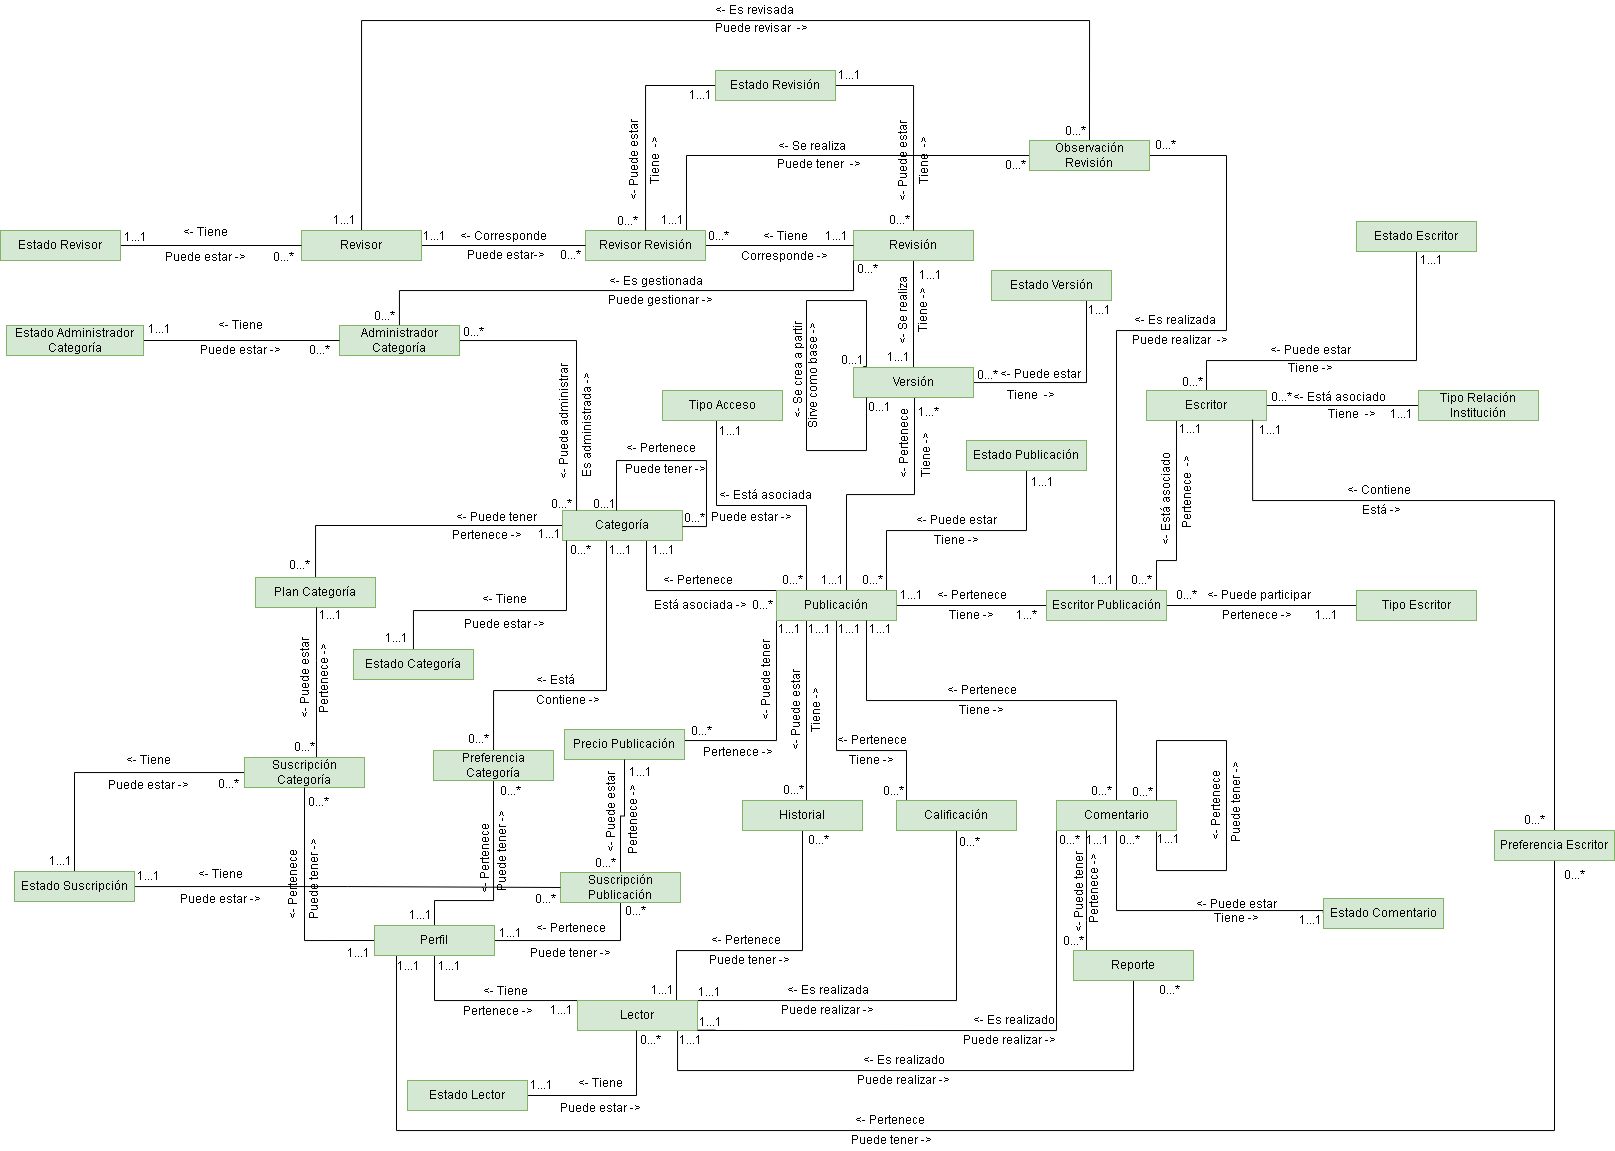 <- Es revisada
Puede revisar ->
Estado Revisión
1...1
1...1
<- Puede estar
Tiene ->
<- Puede estar
Tiene ->
0...*
0...*
Observación
Revisión
0...*
<- Se realiza
Puede tener ->
1...1
0...*
1...1
0...*
Estado Revisor
1...1
<- Tiene
Puede estar ->
0...*
Revisor
1...1
<- Corresponde
Puede estar->
0...*
Revisor Revisión
0...*
<- Tiene
Corresponde ->
1...1
Revisión
0...*
1...1
Estado Escritor
1...1
<- Es gestionada
Puede gestionar ->
0...*
<- Se realiza
Tiene->
Estado Versión
1...1
Estado Administrador
Categoría
1...1
<- Tiene
Puede estar ->
0...*
Administrador
Categoría
0...*
<- Se crea a partir
Sirve como base ->
<- Es realizada
Puede realizar ->
<- Puede estar
Tiene ->
0...1
1...1
Versión
0...*
<- Puede estar
Tiene ->
0...1
1...*
<- Puede administrar
Es administrada ->
Tipo Acceso
1...1
0...*
Escritor
0...*
<- Está asociado
Tiene ->
1...1
Tipo Relación
Institución
1...1
1...1
<- Pertenece
Tiene ->
<- Pertenece
Puede tener ->
Estado Publicación
1...1
<- Está asociado
Pertenece ->
<- Contiene
Está ->
<- Está asociada
Puede estar ->
0...*
0...1
Categoría
0...*
<- Puede tener
Pertenece ->
1...1
0...*
1...1
1...1
<- Puede estar
Tiene ->
0...*
Plan Categoría
1...1
<- Tiene
Puede estar ->
1...1
Estado Categoría
<- Pertenece
Está asociada ->
0...*
0...*
1...1
0...*
Publicación
1...1
<- Pertenece
Tiene ->
1...*
1...1
0...*
Escritor Publicación
0...*
<- Puede participar
Pertenece ->
1...1
Tipo Escritor
1...1
1...1
1...1
1...1
<- Puede estar
Pertenece ->
<- Está
Contiene ->
<- Puede tener
<- Puede estar
Tiene ->
<- Pertenece
Tiene ->
0...*
0...*
Precio Publicación
0...*
Pertenece ->
1...1
<- Pertenece
Tiene ->
<- Tiene
Puede estar ->
0...*
Suscripción
Categoría
0...*
Preferencia
Categoría
0...*
<- Puede estar
Pertenece ->
0...*
Historial
0...*
0...*
Calificación
0...*
0...*
0...*
Comentario
0...*
1...1
0...*
1...1
<- Pertenece
Puede tener ->
0...*
Preferencia Escritor
0...*
<- Pertenece
Puede tener ->
<- Pertenece
Puede tener ->
1...1
Estado Suscripción
1...1
<- Tiene
Puede estar ->
0...*
0...*
Suscripción
Publicación
0...*
<- Puede tener
Pertenece ->
<- Puede estar
Tiene ->
1...1
Estado Comentario
1...1
1...1
Perfil
1...1
<- Pertenece
Puede tener ->
1...1
1...1
<- Pertenece
Puede tener ->
0...*
Reporte
0...*
<- Tiene
Pertenece ->
1...1
1...1
Lector
1...1
<- Es realizada
Puede realizar ->
1...1
<- Es realizado
Puede realizar ->
0...*
1...1
<- Es realizado
Puede realizar ->
Estado Lector
1...1
<- Tiene
Puede estar ->
<- Pertenece
Puede tener ->